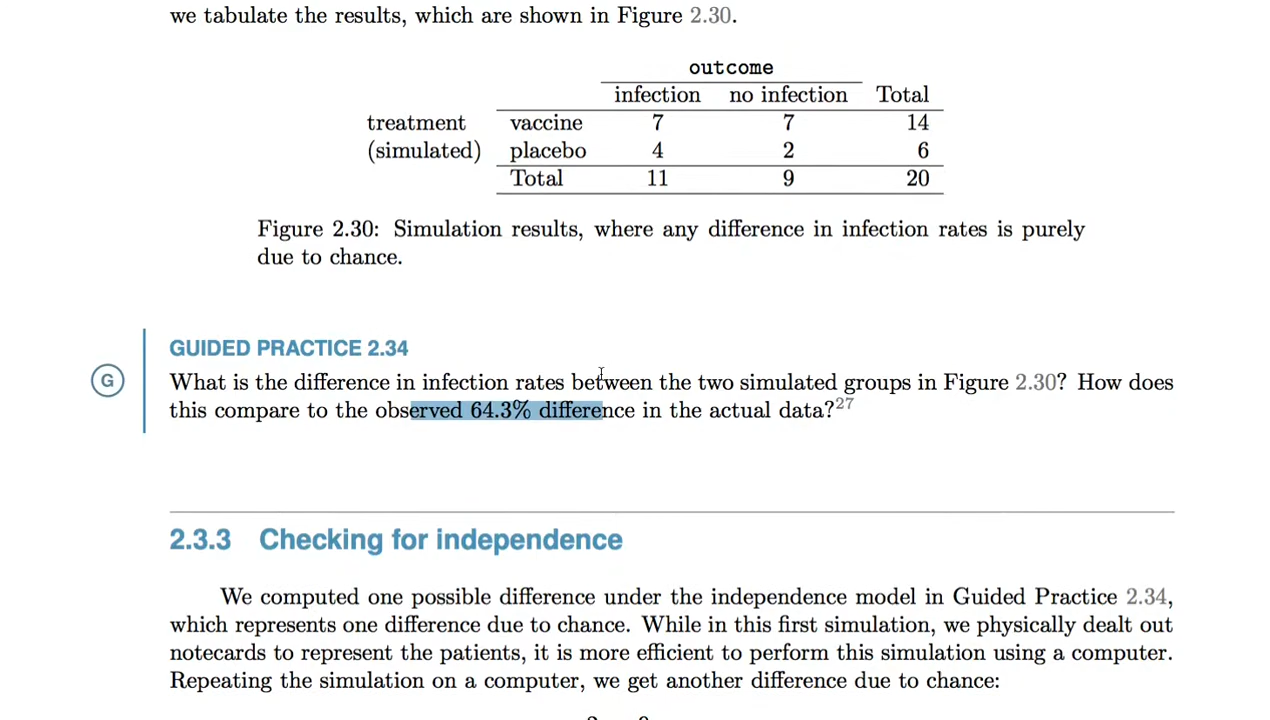 we tabulate the results, which are shown in Figure 2.30.
outcome
infection no infection Total
treatment vaccine 7 7 14
(simulated) placebo 4 2 6
Total 11 9 20
Figure 2.30: Simulation results, where any difference in infection rates is purely
due to chance.
GUIDED PRACTICE 2.34
G What is the difference in infection rates between the two simulated groups in Figure 2.30? How does
this compare to the observed 64.3% difference in the actual data?27
2.3.3 Checking for independence
We computed one possible difference under the independence model in Guided Practice 2.34,
which represents one difference due to chance. While in this first simulation, we physically dealt out
notecards to represent the patients, it is more efficient to perform this simulation using a computer.
Repeating the simulation on a computer, we get another difference due to chance: